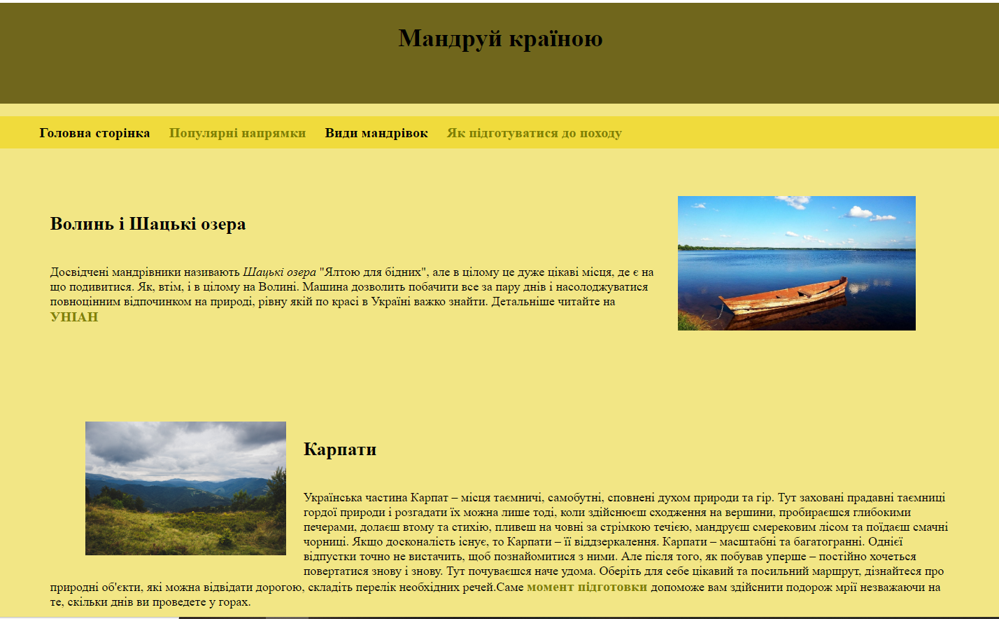 Мандруй країною
Головна сторінка Популярні напрямки Види мандрівок Як підготуватися до походу
Волинь і Шацькі озера
Досвідчені мандрівники називають Шацькі озера "Ялтою для бідних", але в цілому це дуже цікаві місця, де є на
що подивитися. Як, втім, і в цілому на Волині. Машина дозволить побачити все за пару днів і насолоджуватися
повноцінним відпочинком на природі, рівну якій по красі в Україні важко знайти. Детальніше читайте на
УНІАН
Карпати
Українська частина Карпат – місця таємничі, самобутні, сповнені духом природи та гір. Тут заховані прадавні таємниці
гордої природи і розгадати їх можна лише тоді, коли здійснюєш сходження на вершини, пробираєшся глибокими
печерами, долаєш втому та стихію, пливеш на човні за стрімкою течією, мандруєш смерековим лісом та поїдаєш смачні
чорниці. Якщо досконалість існує, то Карпати – її віддзеркалення. Карпати – масштабні та багатогранні. Однієї
відпустки точно не вистачить, щоб познайомитися з ними. Але після того, як побував уперше – постійно хочеться
повертатися знову і знову. Тут почуваєшся наче удома. Оберіть для себе цікавий та посильний маршрут, дізнайтеся про
природні об'єкти, які можна відвідати дорогою, складіть перелік необхідних речей.Саме момент підготовки допоможе вам здійснити подорож мрії незважаючи на
те, скільки днів ви проведете у горах.